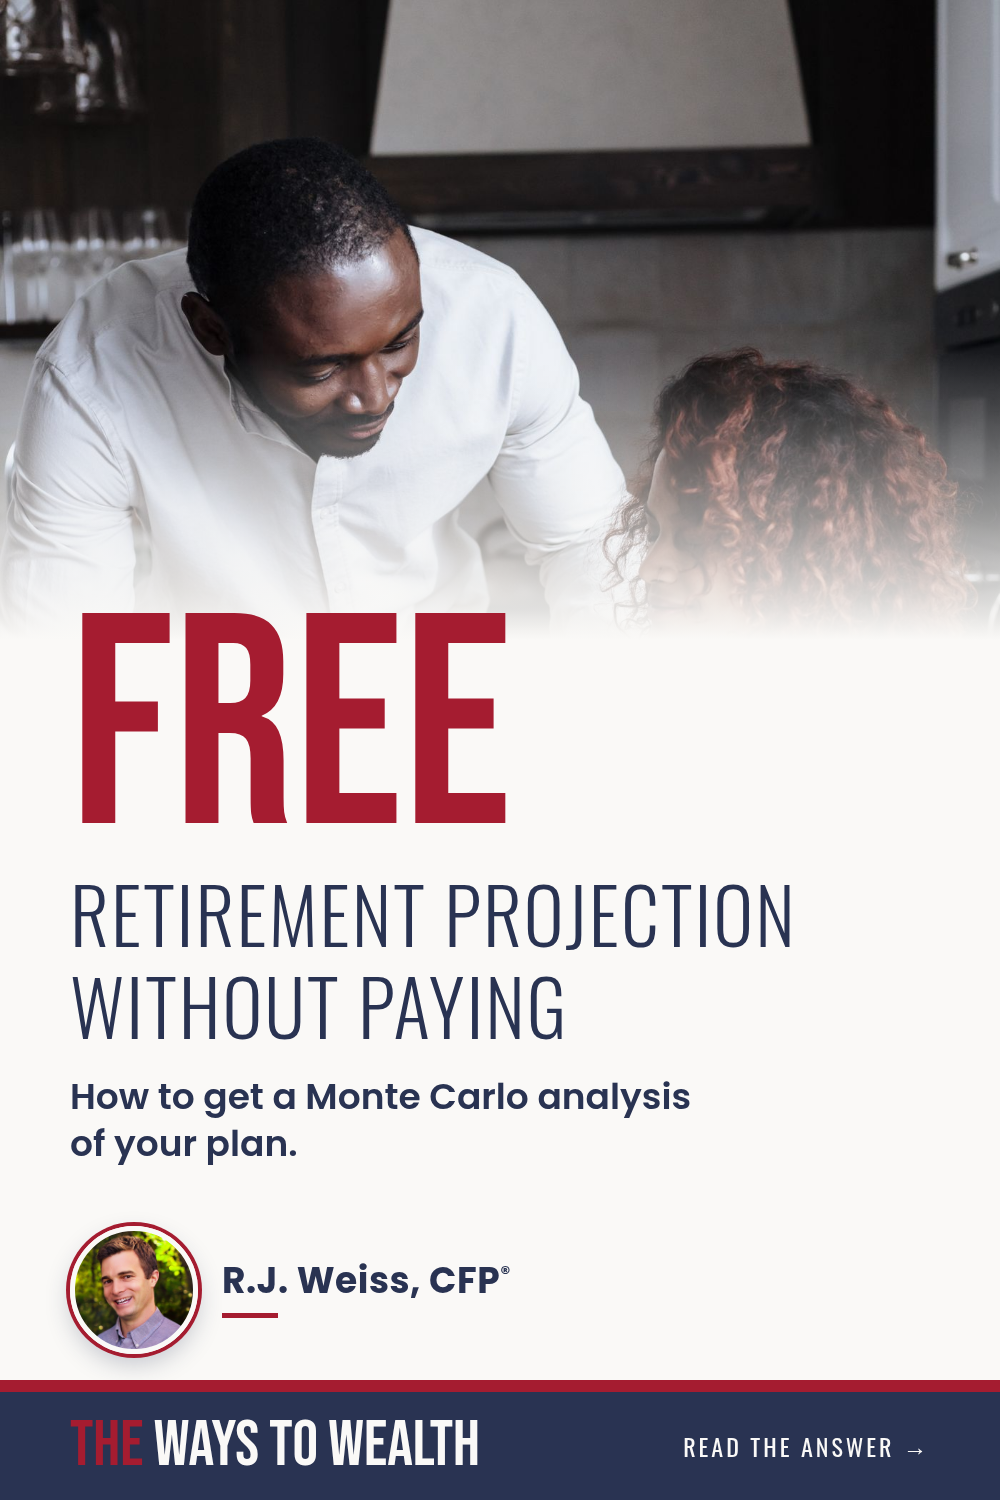 FREE
RETIREMENT PROJECTION
WITHOUT PAYING
How to get a Monte Carlo analysis
of your plan.
R.J. Weiss, CFP®
THE WAYS TO WEALTH
READ THE ANSWER →